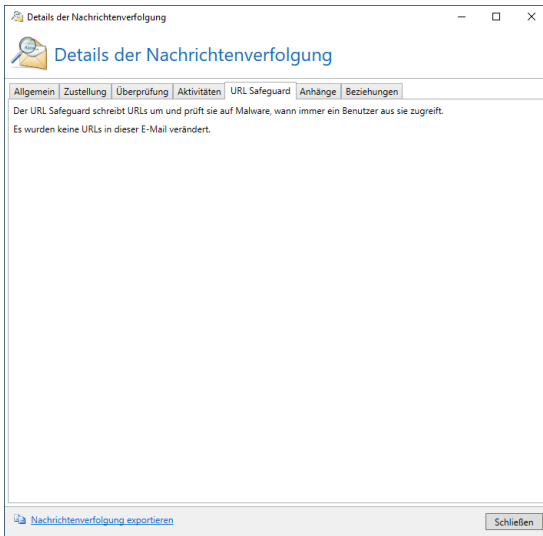 Details der Nachrichtenverfolgung
Details der Nachrichtenverfolgung
Allgemein Zustellung Überprüfung Aktivitäten URL Safeguard Anhänge Beziehungen
Der URL Safeguard schreibt URLs um und prüft sie auf Malware, wann immer ein Benutzer aus sie zugreift.
Es wurden keine URLs in dieser E-Mail verändert.
Nachrichtenverfolgung exportieren
Schließen